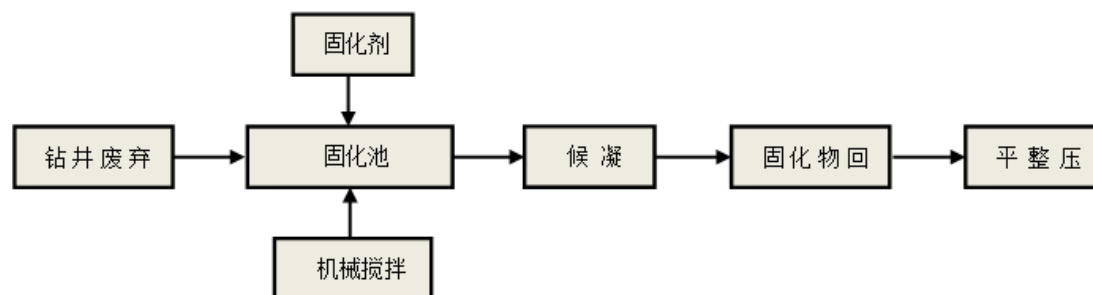 固化剂
钻井废弃
固化池
候凝
固化物回
平整压
机械搅拌